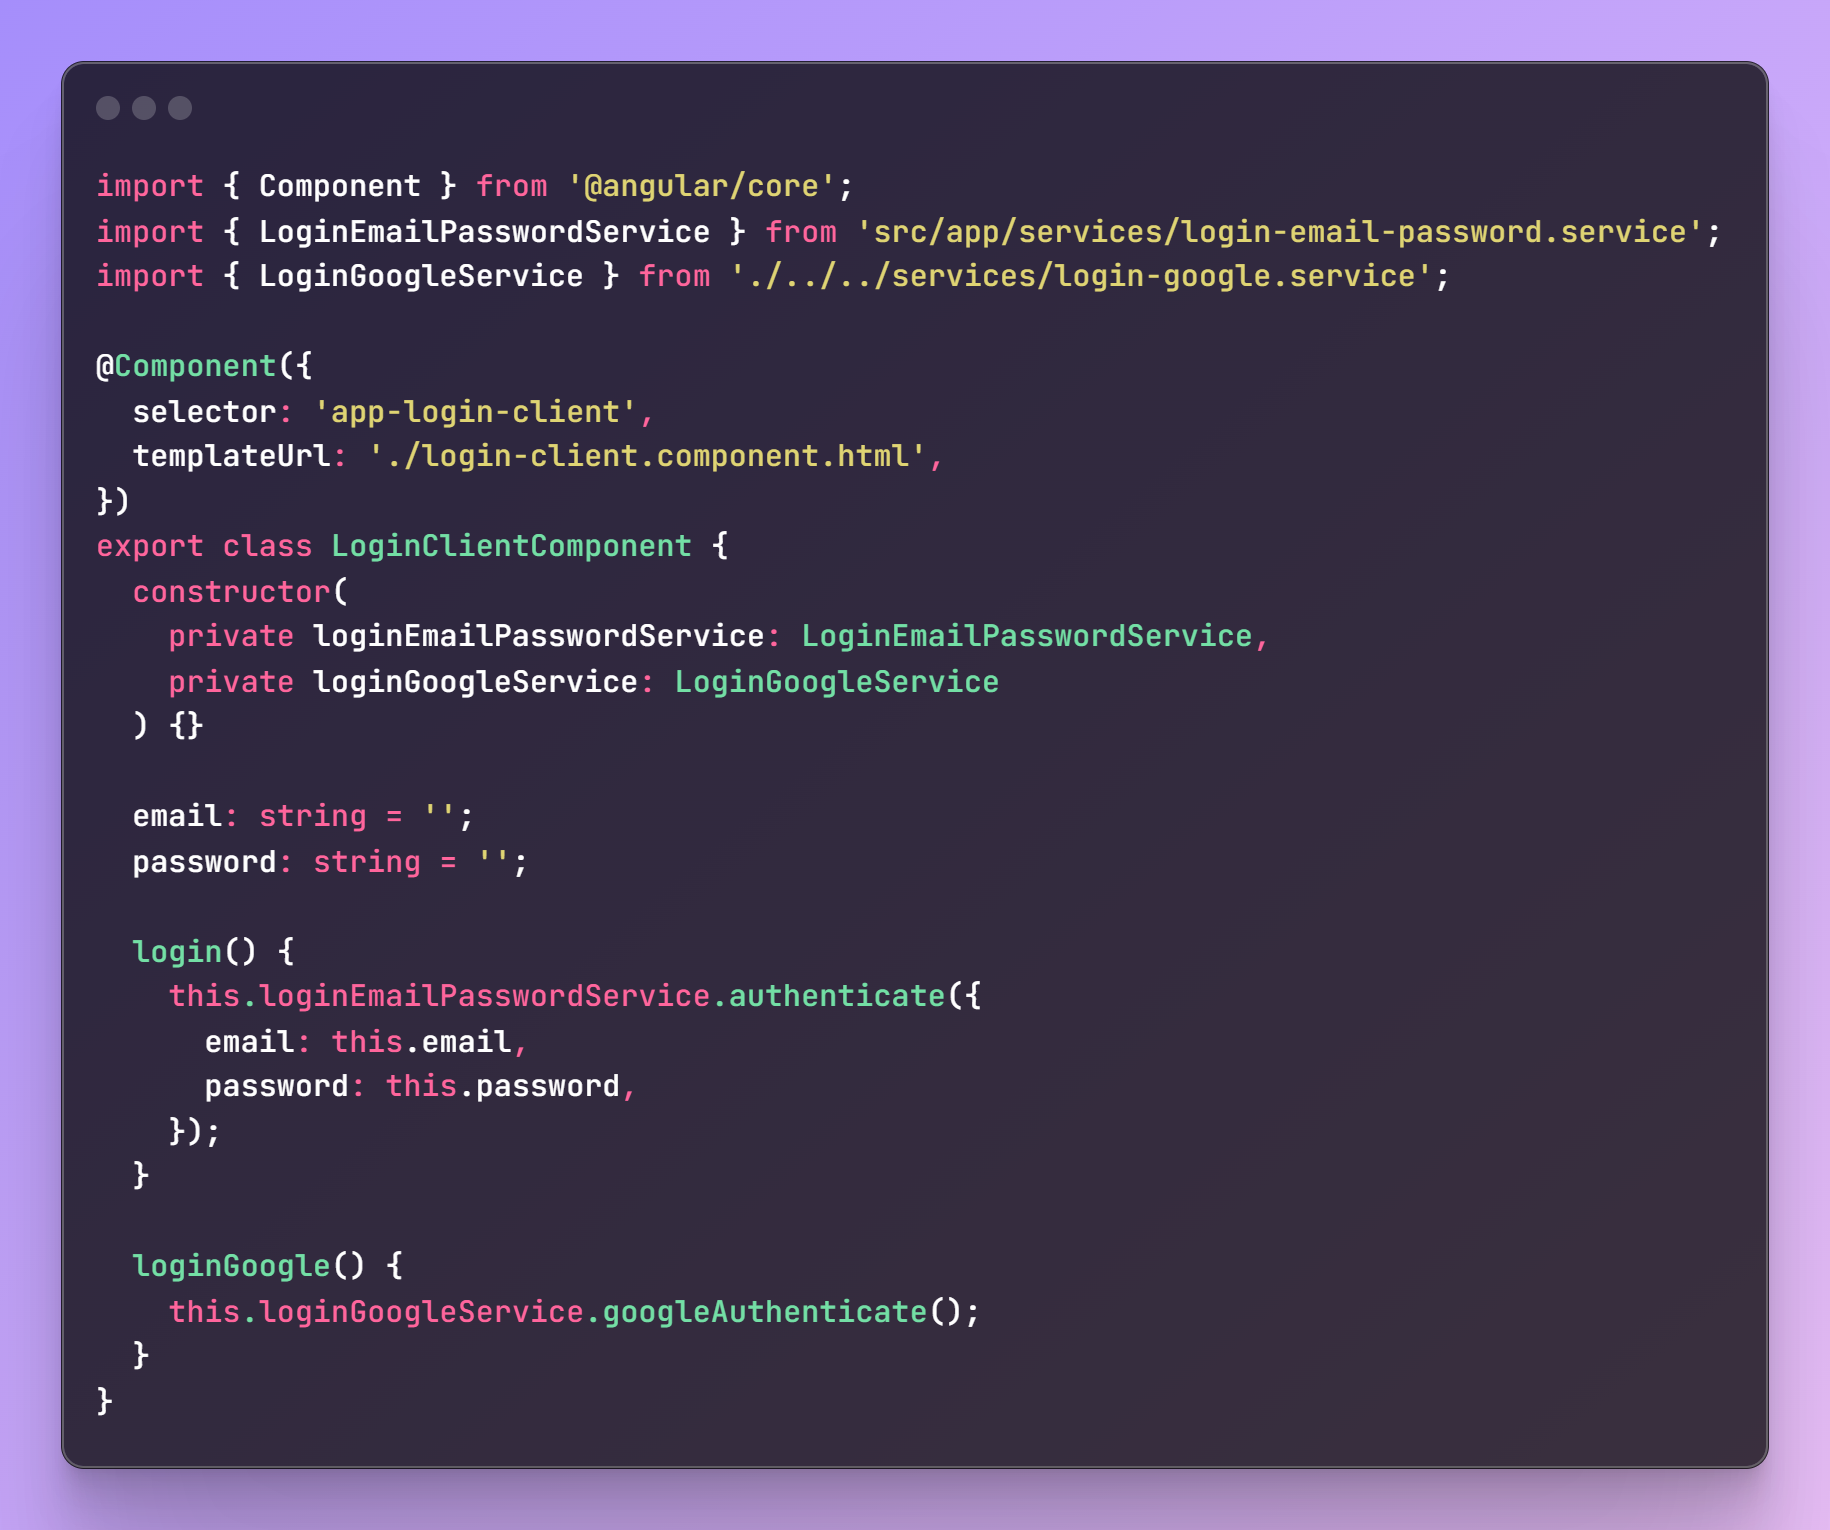 import { Component } from '@angular/core';
import { LoginEmailPasswordService } from 'src/app/services/login-email-password.service';
import { LoginGoogleService } from './../../services/login-google.service';

@Component({
  selector: 'app-login-client',
  templateUrl: './login-client.component.html',
})
export class LoginClientComponent {
  constructor(
    private loginEmailPasswordService: LoginEmailPasswordService,
    private loginGoogleService: LoginGoogleService
  ) {}

  email: string = '';
  password: string = '';

  login() {
    this.loginEmailPasswordService.authenticate({
      email: this.email,
      password: this.password,
    });
  }

  loginGoogle() {
    this.loginGoogleService.googleAuthenticate();
  }
}